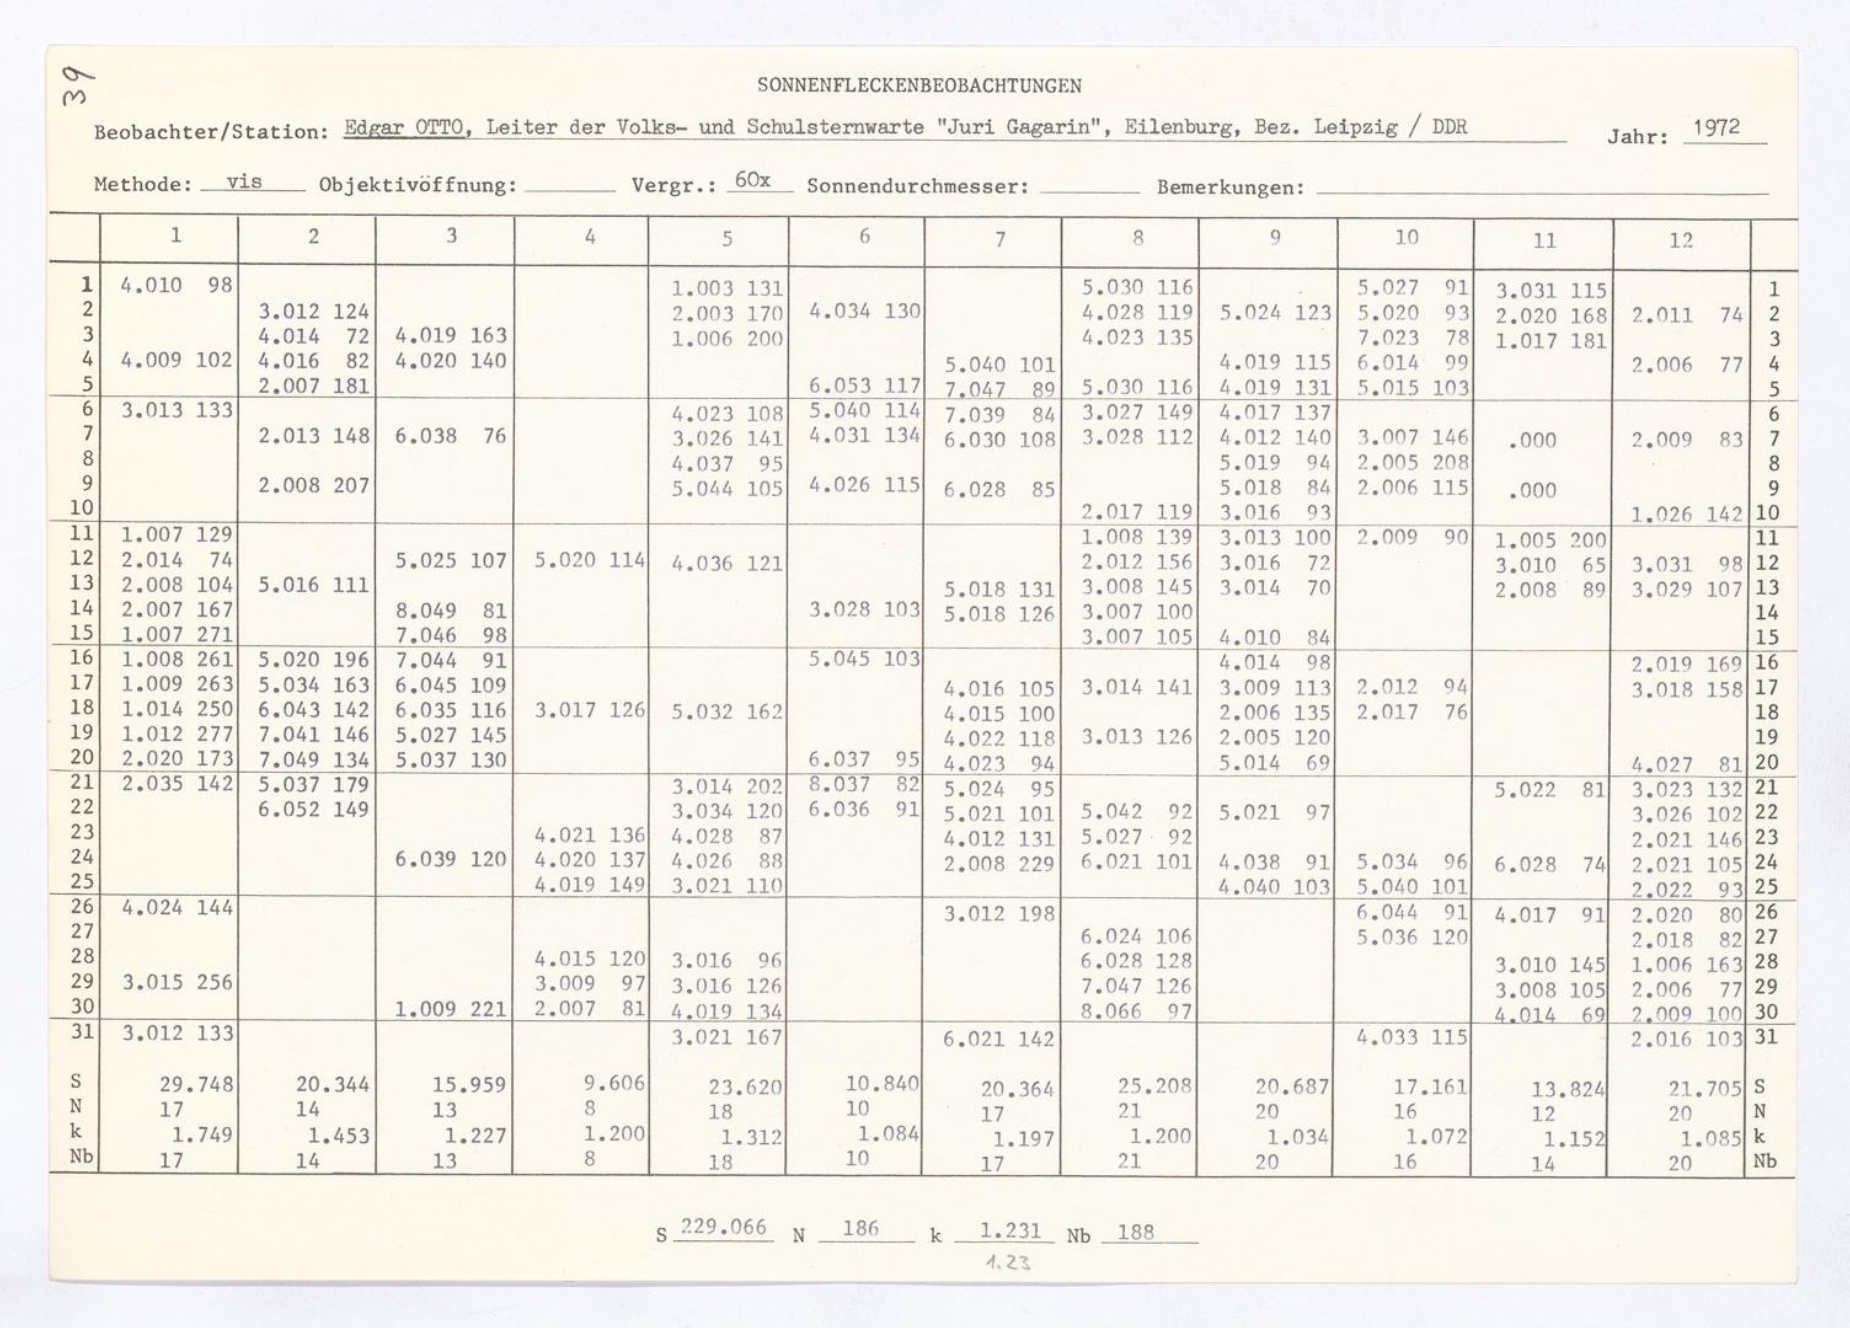 39
SONNENFLECKENBEOBACHTUNGEN
Beobachter/Station: Edgar OTTO, Leiter der Volks- und Schulsternwarte "Juri Gagarin", Eilenburg, Bez. Leipzig / DDR Jahr: 1972
Methode: vis Objektivöffnung: Vergr.: 60x Sonnendurchmesser: Bemerkungen:
1 2 3 4 5 6 7 8 9 10 11 12
1 4.010 98 1.003 131 5.030 116 5.027 91 3.031 115 1
2 3.012 124 2.003 170 4.034 130 4.028 119 5.024 123 5.020 93 2.020 168 2.011 74 2
3 4.014 72 4.019 163 1.006 200 4.023 135 7.023 78 1.017 181 3
4 4.009 102 4.016 82 4.020 140 5.040 101 4.019 115 6.014 99 2.006 77 4
5 2.007 181 6.053 117 7.047 89 5.030 116 4.019 131 5.015 103 5
6 3.013 133 4.023 108 5.040 114 7.039 84 3.027 149 4.017 137 6
7 2.013 148 6.038 76 3.026 141 4.031 134 6.030 108 3.028 112 4.012 140 3.007 146 .000 2.009 83 7
8 4.037 95 5.019 94 2.005 208 8
9 2.008 207 5.044 105 4.026 115 6.028 85 5.018 84 2.006 115 .000 9
10 2.017 119 3.016 93 1.026 142 10
11 1.007 129 1.008 139 3.013 100 2.009 90 1.005 200 11
12 2.014 74 5.025 107 5.020 114 4.036 121 2.012 156 3.016 72 3.010 65 3.031 98 12
13 2.008 104 5.016 111 5.018 131 3.008 145 3.014 70 2.008 89 3.029 107 13
14 2.007 167 8.049 81 3.028 103 5.018 126 3.007 100 14
15 1.007 271 7.046 98 3.007 105 4.010 84 15
16 1.008 261 5.020 196 7.044 91 5.045 103 4.014 98 2.019 169 16
17 1.009 263 5.034 163 6.045 109 4.016 105 3.014 141 3.009 113 2.012 94 3.018 158 17
18 1.014 250 6.043 142 6.035 116 3.017 126 5.032 162 4.015 100 2.006 135 2.017 76 18
19 1.012 277 7.041 146 5.027 145 4.022 118 3.013 126 2.005 120 19
20 2.020 173 7.049 134 5.037 130 6.037 95 4.023 94 5.014 69 4.027 81 20
21 2.035 142 5.037 179 3.014 202 8.037 82 5.024 95 5.022 81 3.023 132 21
22 6.052 149 3.034 120 6.036 91 5.021 101 5.042 92 5.021 97 3.026 102 22
23 4.021 136 4.028 87 4.012 131 5.027 92 2.021 146 23
24 6.039 120 4.020 137 4.026 88 2.008 229 6.021 101 4.038 91 5.034 96 6.028 74 2.021 105 24
25 4.019 149 3.021 110 4.040 103 5.040 101 2.022 93 25
26 4.024 144 3.012 198 6.044 91 4.017 91 2.020 80 26
27 6.024 106 5.036 120 2.018 82 27
28 4.015 120 3.016 96 6.028 128 3.010 145 1.006 163 28
29 3.015 256 3.009 97 3.016 126 7.047 126 3.008 105 2.006 77 29
30 1.009 221 2.007 81 4.019 134 8.066 97 4.014 69 2.009 100 30
31 3.012 133 3.021 167 6.021 142 4.033 115 2.016 103 31
S 29.748 20.344 15.959 9.606 23.620 10.840 20.364 25.208 20.687 17.161 13.824 21.705 S
N 17 14 13 8 18 10 17 21 20 16 12 20 N
k 1.749 1.453 1.227 1.200 1.312 1.084 1.197 1.200 1.034 1.072 1.152 1.085 k
Nb 17 14 13 8 18 10 17 21 20 16 14 20 Nb
S 229.066 N 186 k 1.231 Nb 188
1.23